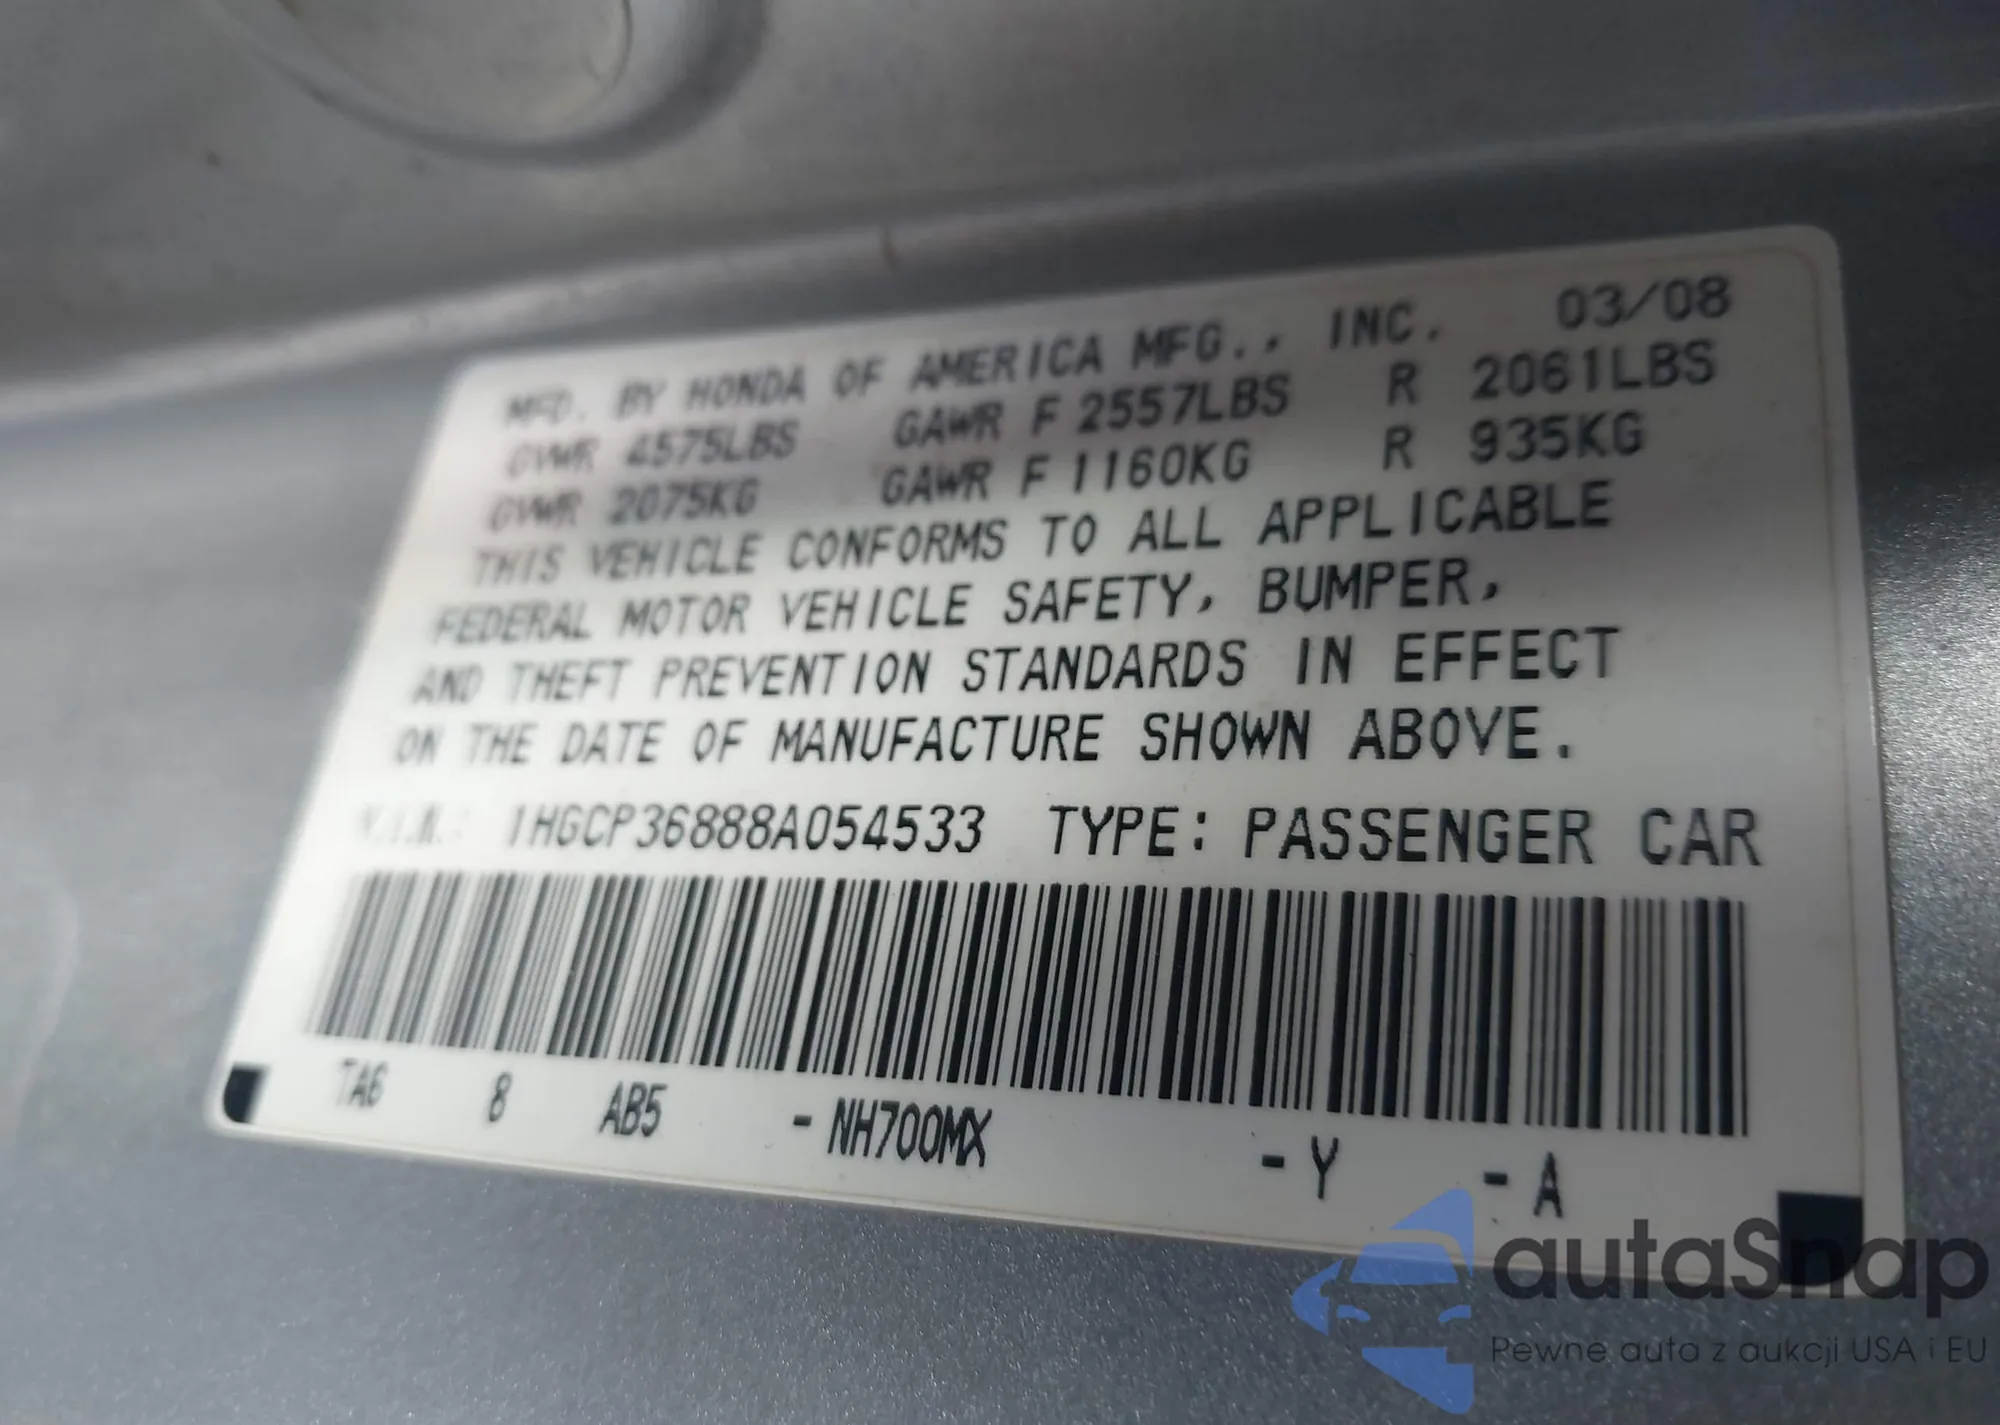 MFD. BY HONDA OF AMERICA MFG., INC. 03/08
GVWR 4575LBS GAWR F 2557LBS R 2061LBS
GVWR 2075KG GAWR F 1160KG R 935KG
THIS VEHICLE CONFORMS TO ALL APPLICABLE
FEDERAL MOTOR VEHICLE SAFETY, BUMPER,
AND THEFT PREVENTION STANDARDS IN EFFECT
ON THE DATE OF MANUFACTURE SHOWN ABOVE.
V.I.N.: 1HGCP36888A054533 TYPE: PASSENGER CAR
TA6 8 AB5 - NH700MX - Y - A
autaSnap
Pewne auta z aukcji USA i EU